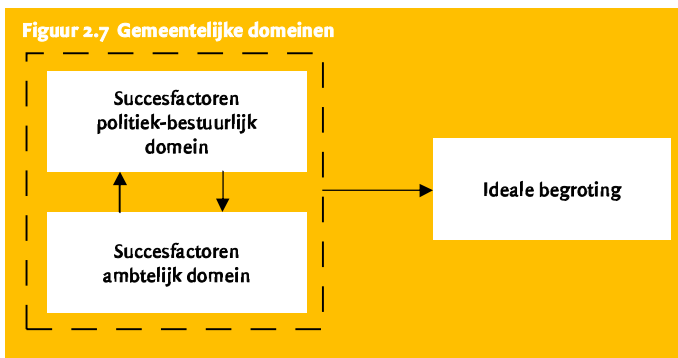 Figuur 2.7 Gemeentelijke domeinen
Succesfactoren
politiek-bestuurlijk
domein
Ideale begroting
Succesfactoren
ambtelijk domein